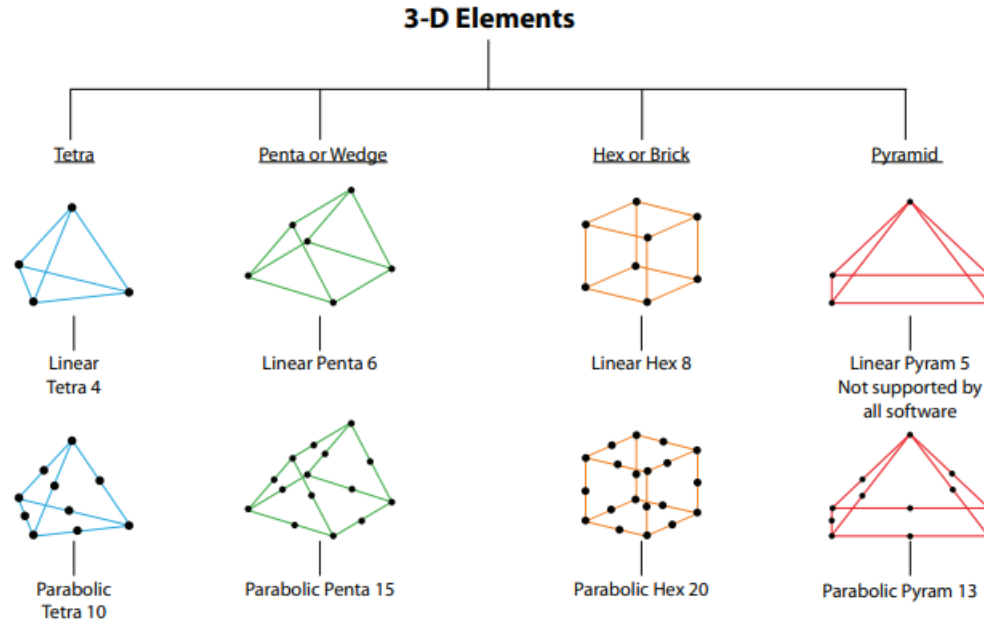 3-D Elements
Tetra
Penta or Wedge
Hex or Brick
Pyramid
Linear
Tetra 4
Linear Penta 6
Linear Hex 8
Linear Pyram 5
Not supported by
all software
Parabolic
Tetra 10
Parabolic Penta 15
Parabolic Hex 20
Parabolic Pyram 13